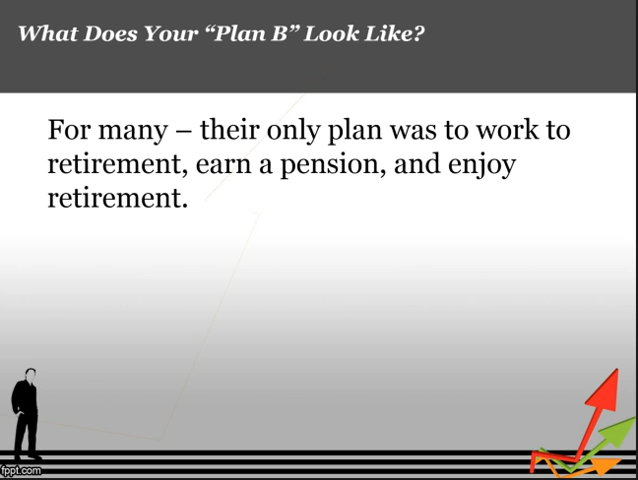 What Does Your “Plan B” Look Like?
For many – their only plan was to work to
retirement, earn a pension, and enjoy
retirement.
fppt.com